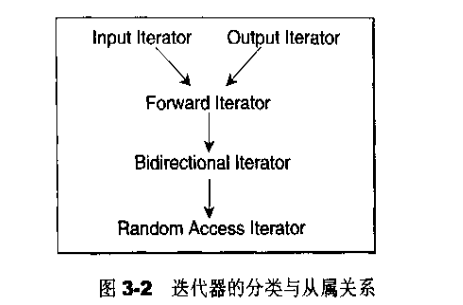 Input Iterator Output Iterator
Forward Iterator
Bidirectional Iterator
Random Access Iterator
图 3-2 迭代器的分类与从属关系